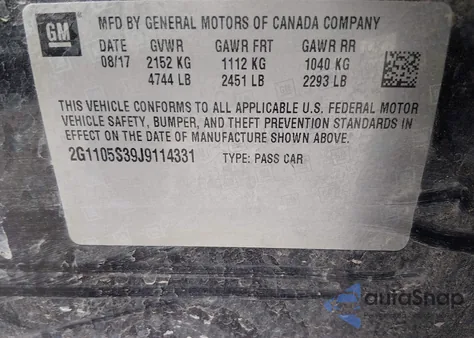 GM
MFD BY GENERAL MOTORS OF CANADA COMPANY
DATE GVWR GAWR FRT GAWR RR
08/17 2152 KG 1112 KG 1040 KG
4744 LB 2451 LB 2293 LB
THIS VEHICLE CONFORMS TO ALL APPLICABLE U.S. FEDERAL MOTOR
VEHICLE SAFETY, BUMPER, AND THEFT PREVENTION STANDARDS IN
EFFECT ON THE DATE OF MANUFACTURE SHOWN ABOVE.
2G1105S39J9114331 TYPE: PASS CAR
autaSnap